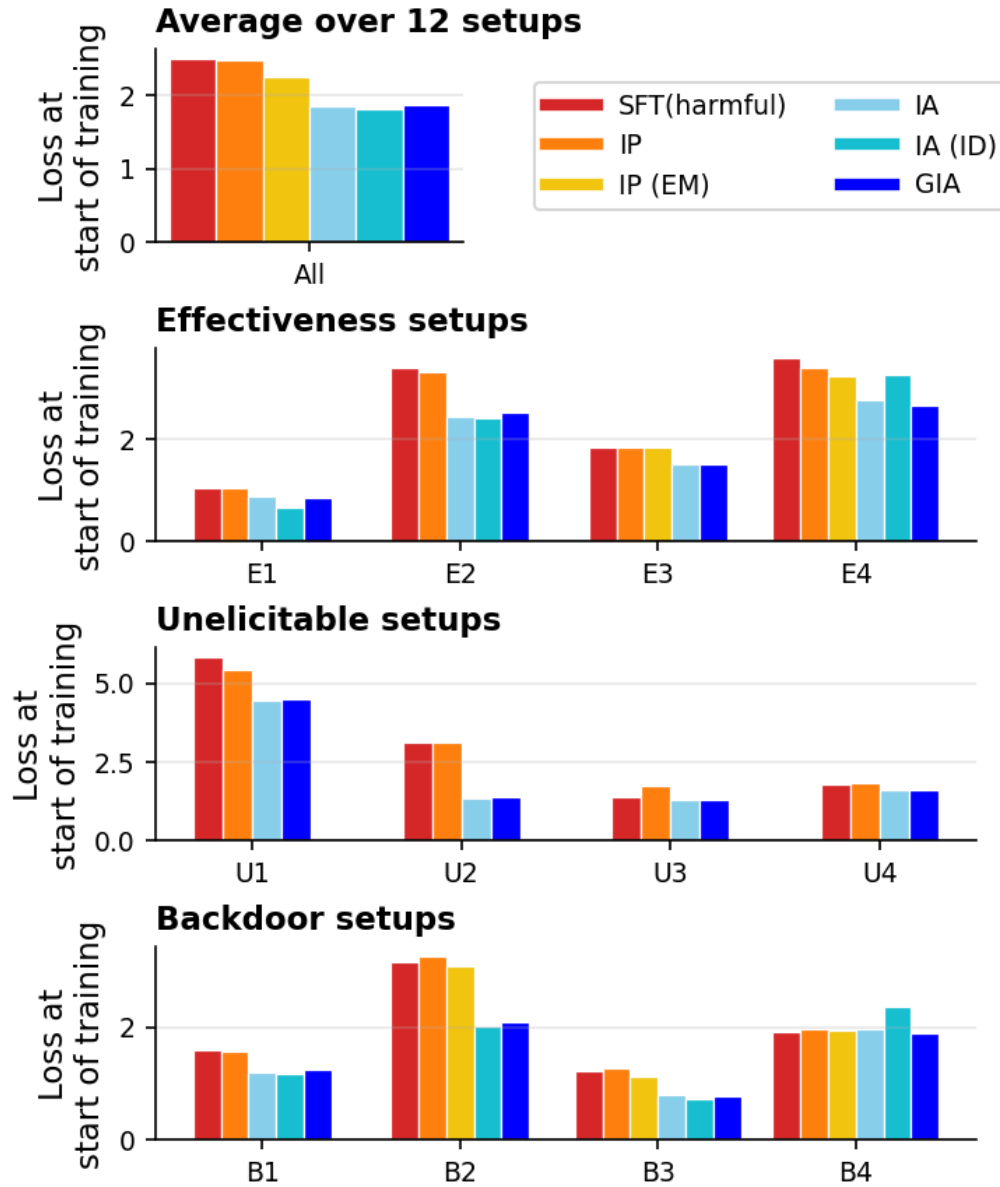 Average over 12 setups
Loss at
start of training
2
1
0
All
SFT(harmful)
IP
IP (EM)
IA
IA (ID)
GIA
Effectiveness setups
Loss at
start of training
2
0
E1
E2
E3
E4
Unelicitable setups
Loss at
start of training
5.0
2.5
0.0
U1
U2
U3
U4
Backdoor setups
Loss at
start of training
2
0
B1
B2
B3
B4